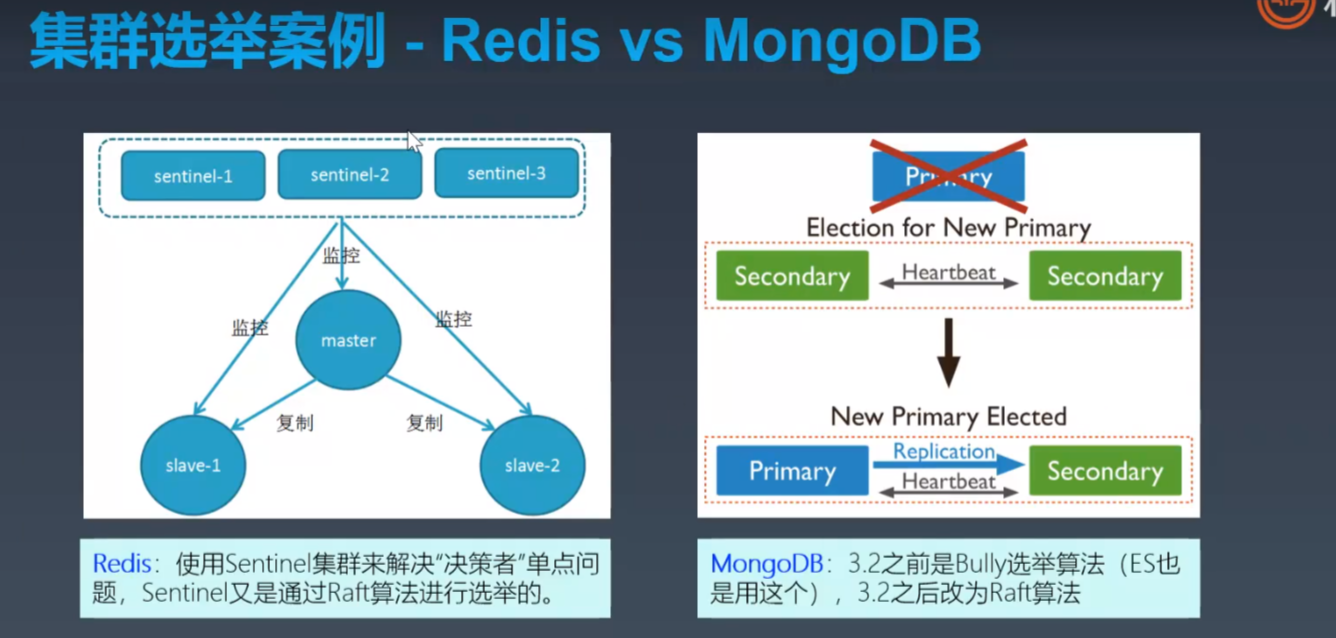 集群选举案例 - Redis vs MongoDB
sentinel-1
sentinel-2
sentinel-3
监控
监控
监控
master
复制
复制
slave-1
slave-2
Redis：使用Sentinel集群来解决“决策者”单点问
题，Sentinel又是通过Raft算法进行选举的。
Primary
Election for New Primary
Secondary
Heartbeat
Secondary
New Primary Elected
Primary
Replication
Heartbeat
Secondary
MongoDB：3.2之前是Bully选举算法（ES也
是用这个），3.2之后改为Raft算法